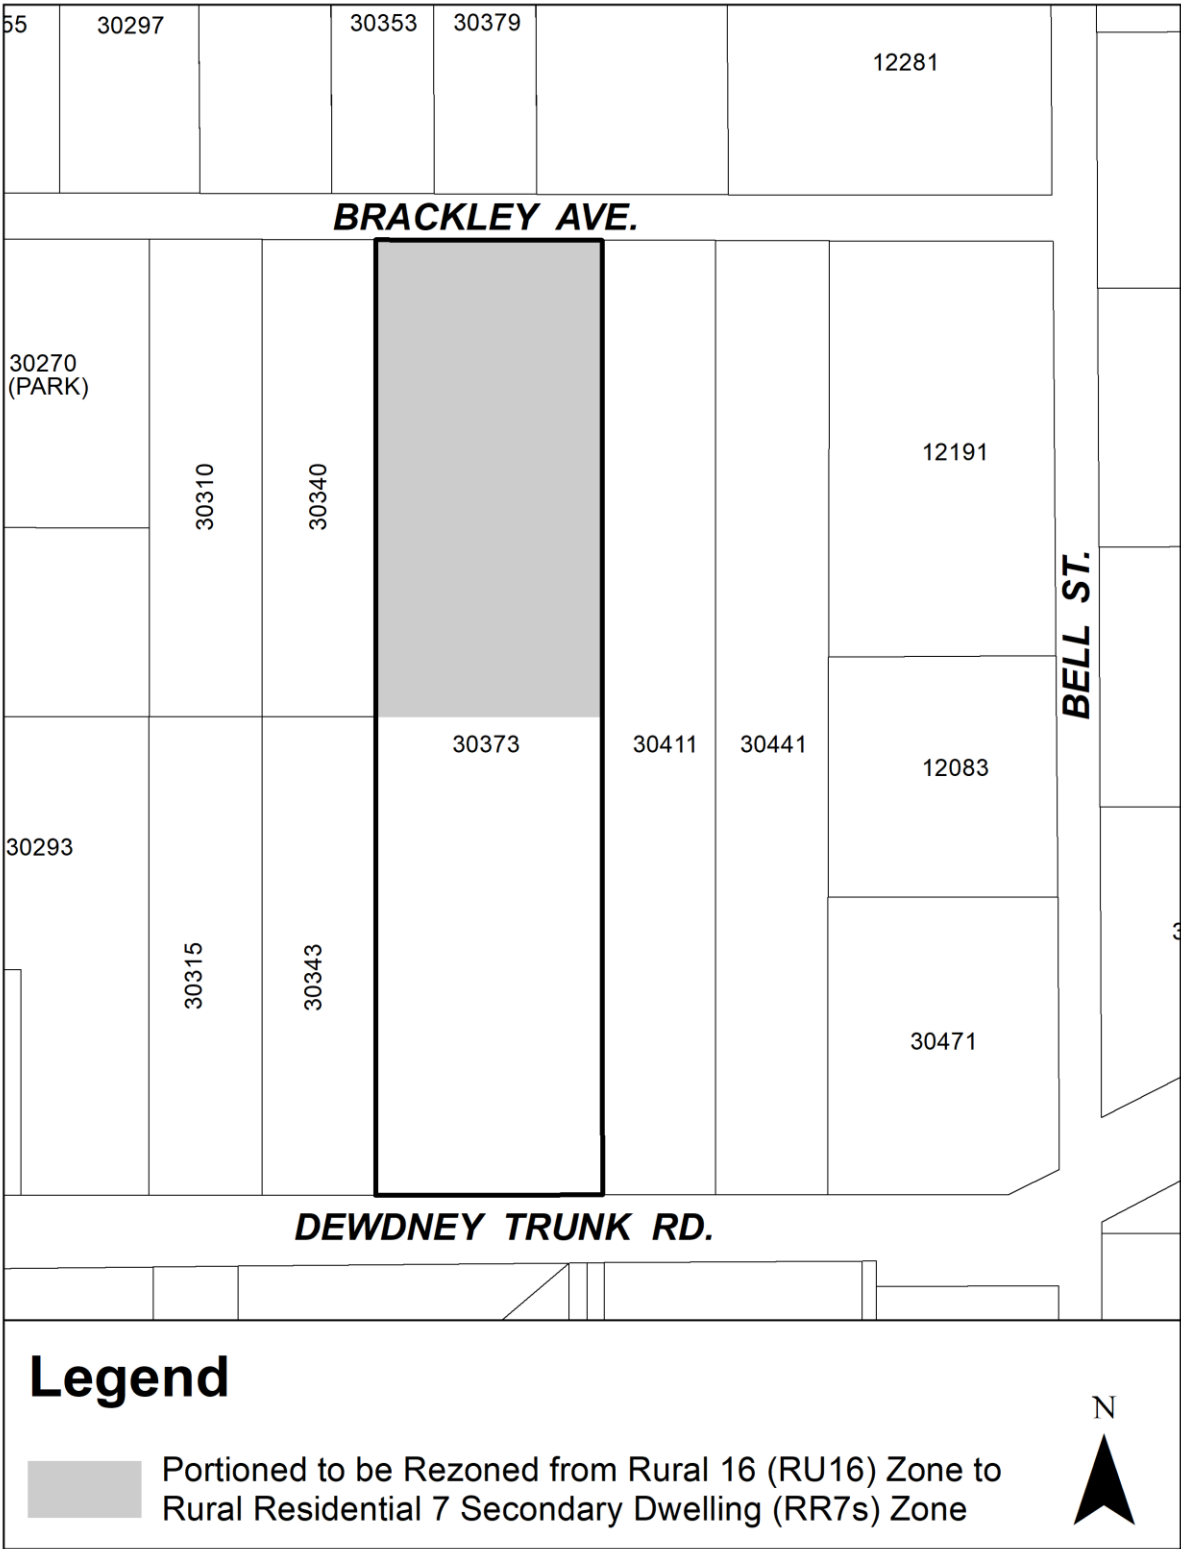 55
30297
30353
30379
12281
BRACKLEY AVE.
30270
(PARK)
30310
30340
12191
BELL ST.
30373
30411
30441
12083
30293
30315
30343
30471
DEWDNEY TRUNK RD.
Legend
N
Portioned to be Rezoned from Rural 16 (RU16) Zone to
Rural Residential 7 Secondary Dwelling (RR7s) Zone